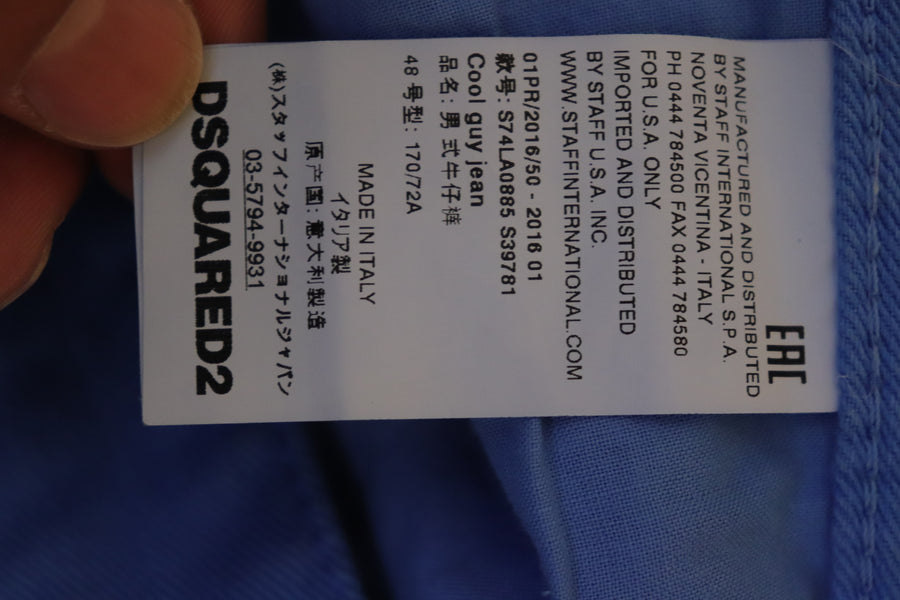 EAC
MANUFACTURED AND DISTRIBUTED
BY STAFF INTERNATIONAL S.P.A.
NOVENTA VICENTINA - ITALY
PH 0444 784500 FAX 0444 784580
FOR U.S.A. ONLY
IMPORTED AND DISTRIBUTED
BY STAFF U.S.A. INC.
WWW.STAFFINTERNATIONAL.COM
01PR/2016/50 - 2016 01
款号: S74LA0885 S39781
Cool guy jean
品名: 男式牛仔裤
48 号型: 170/72A
MADE IN ITALY
イタリア製
原产国: 意大利製造
(株)スタッフインターナショナルジャパン
03-5794-9931
DSQUARED2